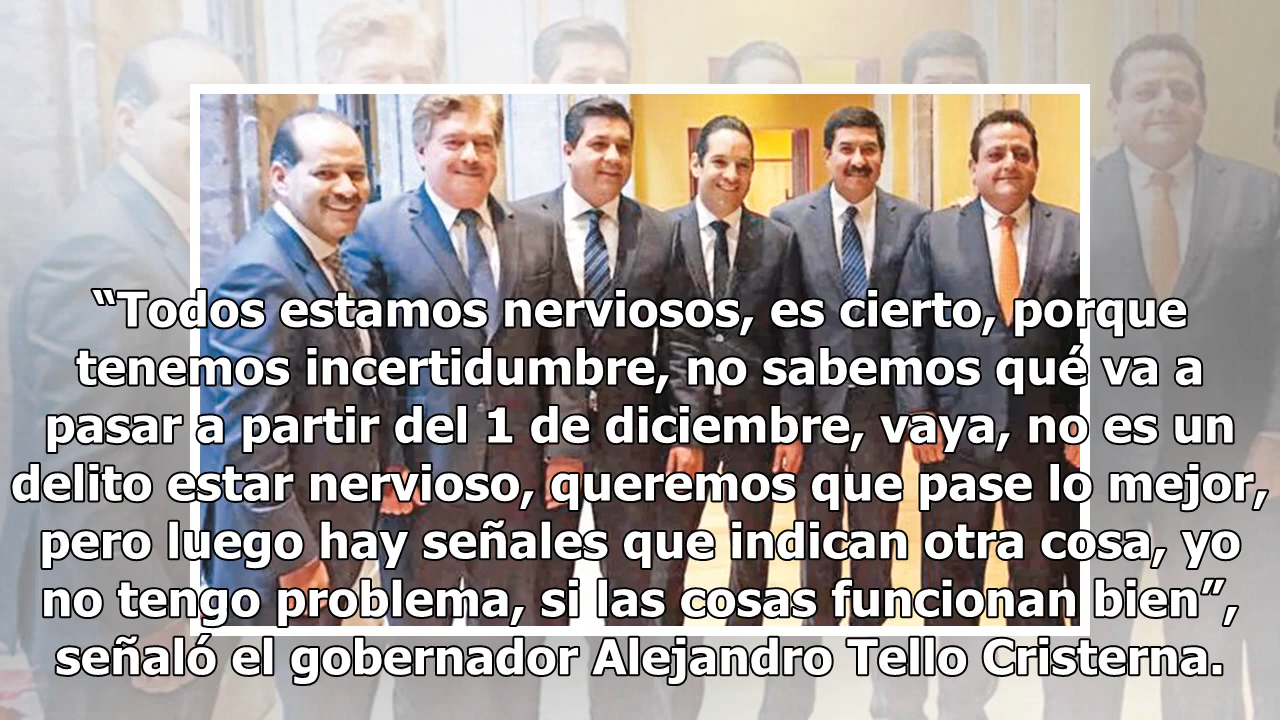 “Todos estamos nerviosos, es cierto, porque
tenemos incertidumbre, no sabemos qué va a
pasar a partir del 1 de diciembre, vaya, no es un
delito estar nervioso, queremos que pase lo mejor,
pero luego hay señales que indican otra cosa, yo
no tengo problema, si las cosas funcionan bien”,
señaló el gobernador Alejandro Tello Cristerna.